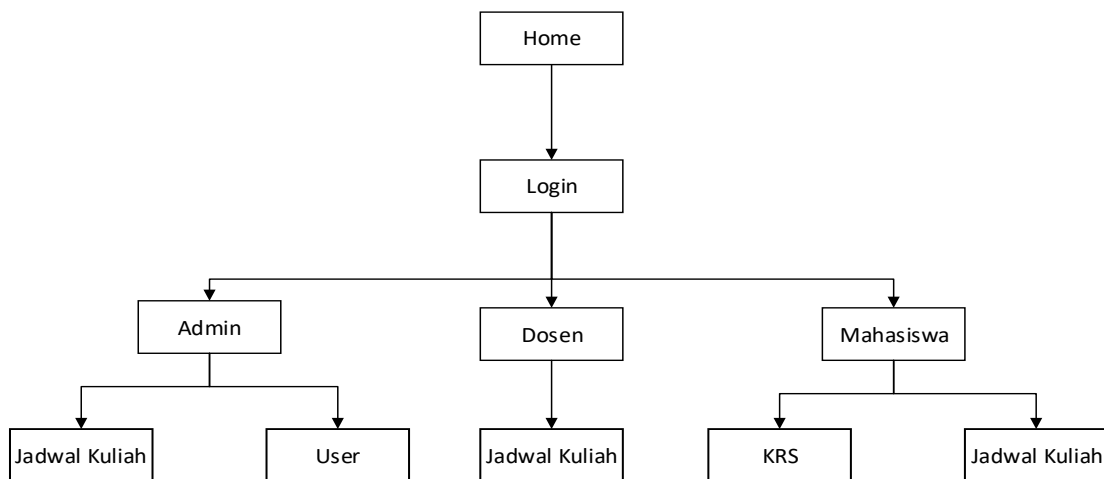 Home
Login
Admin
Dosen
Mahasiswa
Jadwal Kuliah
User
Jadwal Kuliah
KRS
Jadwal Kuliah